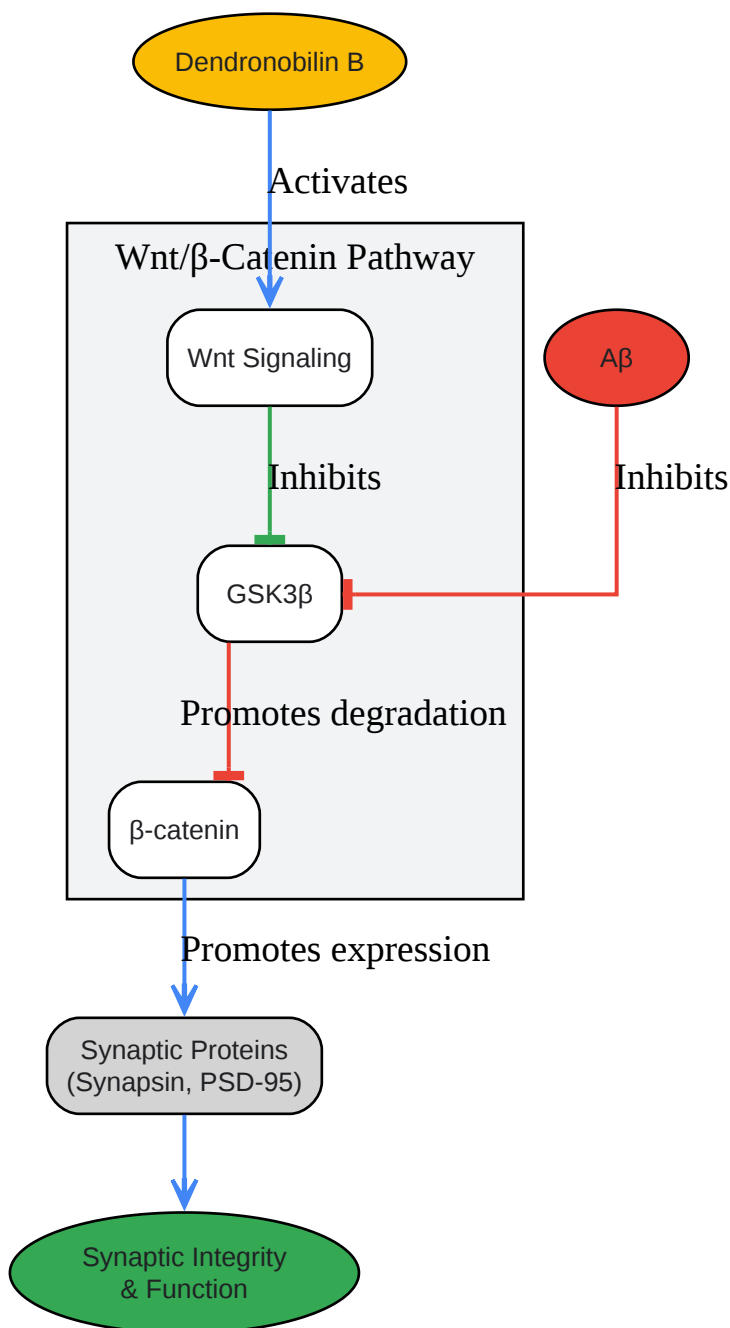 Dendronobilin B
Activates
Wnt/β-Catenin Pathway
Wnt Signaling
Aβ
Inhibits
Inhibits
GSK3β
Promotes degradation
β-catenin
Promotes expression
Synaptic Proteins
(Synapsin, PSD-95)
Synaptic Integrity
& Function